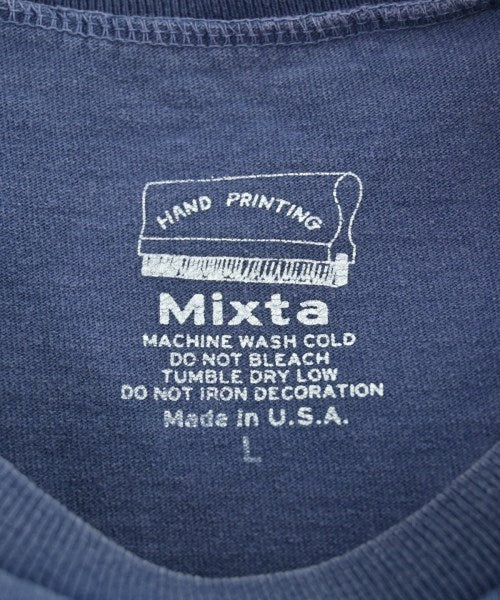 HAND PRINTING
Mixta
MACHINE WASH COLD
DO NOT BLEACH
TUMBLE DRY LOW
DO NOT IRON DECORATION
Made in U.S.A.
L